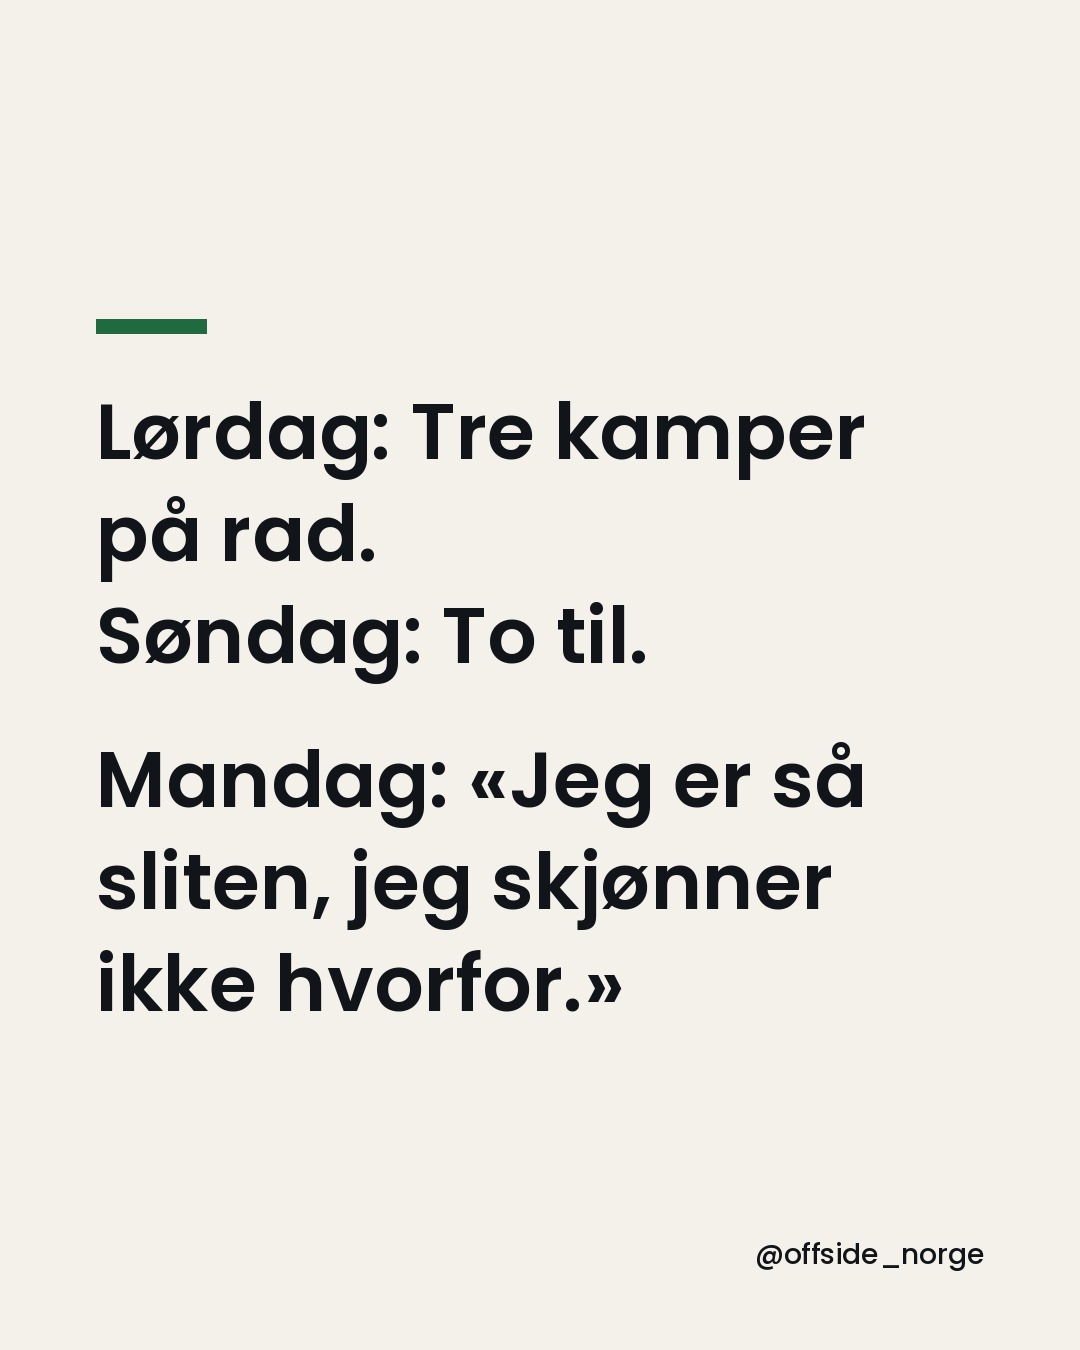 Lørdag: Tre kamper
på rad.
Søndag: To til.
Mandag: «Jeg er så
sliten, jeg skjønner
ikke hvorfor.»
@offside_norge